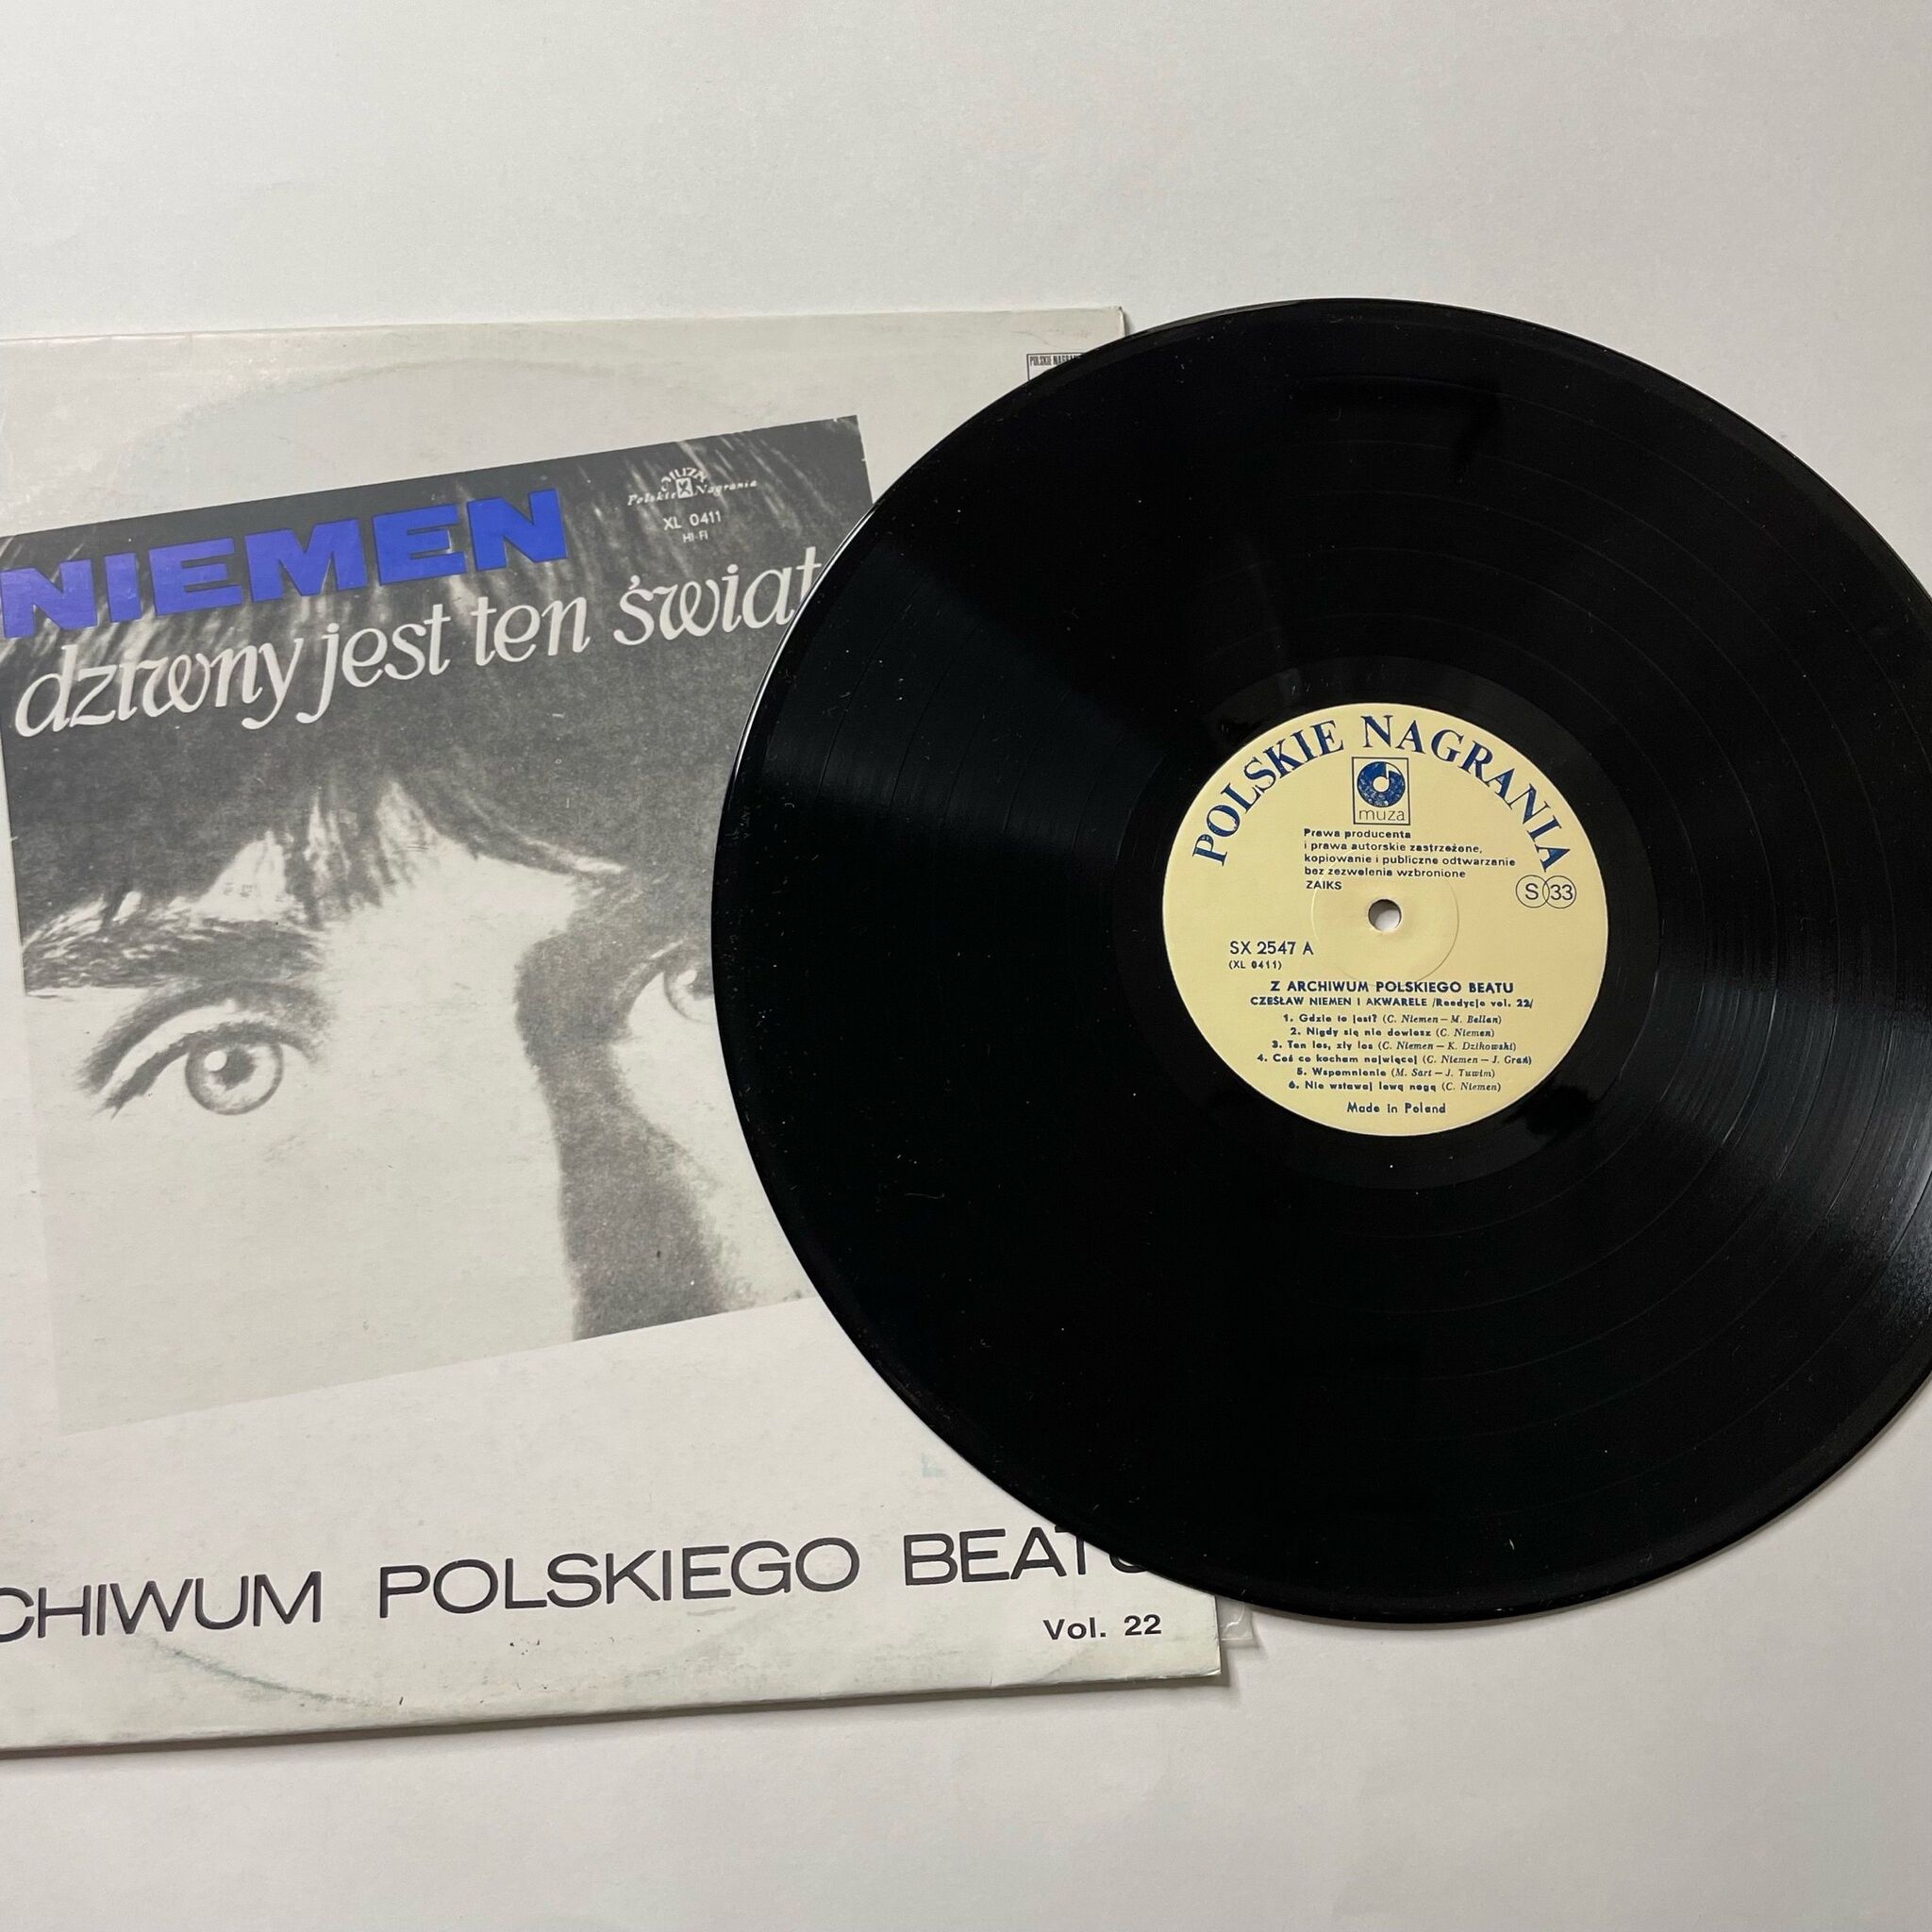 NIEMEN
MUZA
Polskie Nagrania
XL 0411
HI-FI
dziwny jest ten świat
CHIWUM POLSKIEGO BEATU
Vol. 22
POLSKIE NAGRANIA
muza
Prawa producenta
i prawa autorskie zastrzeżone,
kopiowanie i publiczne odtwarzanie
bez zezwolenia wzbronione
ZAIKS
S 33
SX 2547 A
(XL 0411)
Z ARCHIWUM POLSKIEGO BEATU
CZESŁAW NIEMEN I AKWARELE /Reedycje vol. 22/
1. Gdzie to jest? (C. Niemen — M. Bellan)
2. Nigdy się nie dowiesz (C. Niemen)
3. Ten los, zły los (C. Niemen — K. Dzikowski)
4. Coś co kocham najwięcej (C. Niemen — J. Grań)
5. Wspomnienie (M. Sart — J. Tuwim)
6. Nie wstawaj lewą nogą (C. Niemen)
Made in Poland